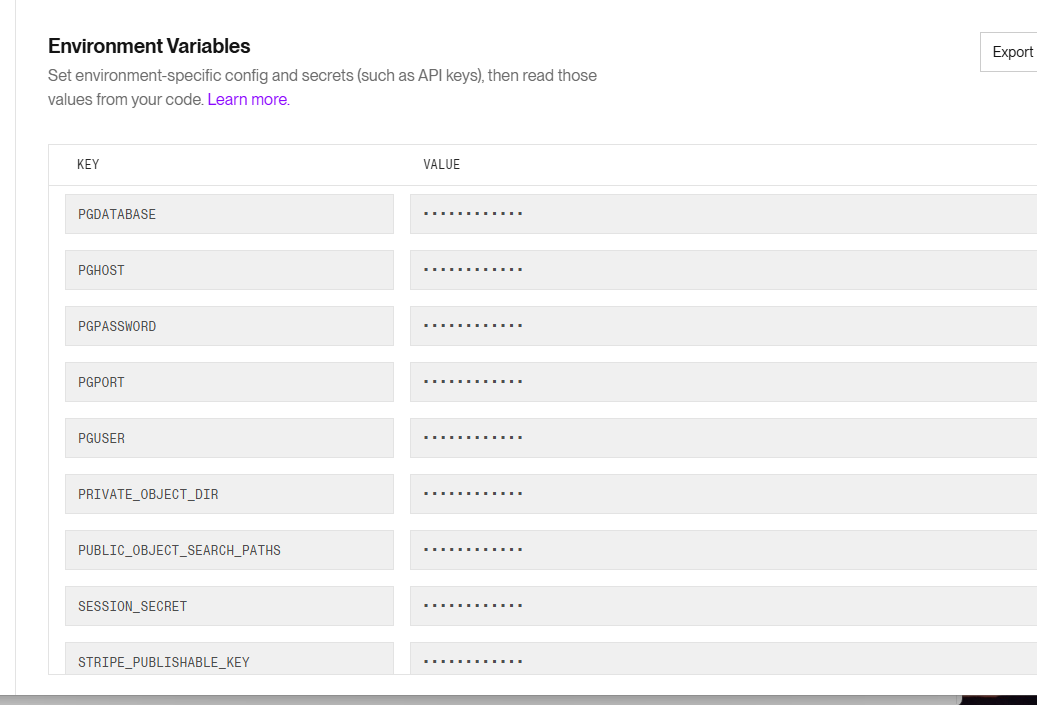 Environment Variables
Export
Set environment-specific config and secrets (such as API keys), then read those
values from your code. Learn more.
KEY VALUE
PGDATABASE ············
PGHOST ············
PGPASSWORD ············
PGPORT ············
PGUSER ············
PRIVATE_OBJECT_DIR ············
PUBLIC_OBJECT_SEARCH_PATHS ············
SESSION_SECRET ············
STRIPE_PUBLISHABLE_KEY ············